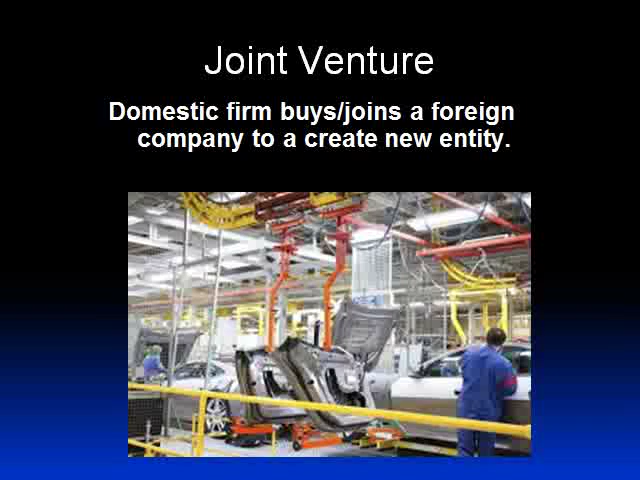 Joint Venture
Domestic firm buys/joins a foreign
company to a create new entity.